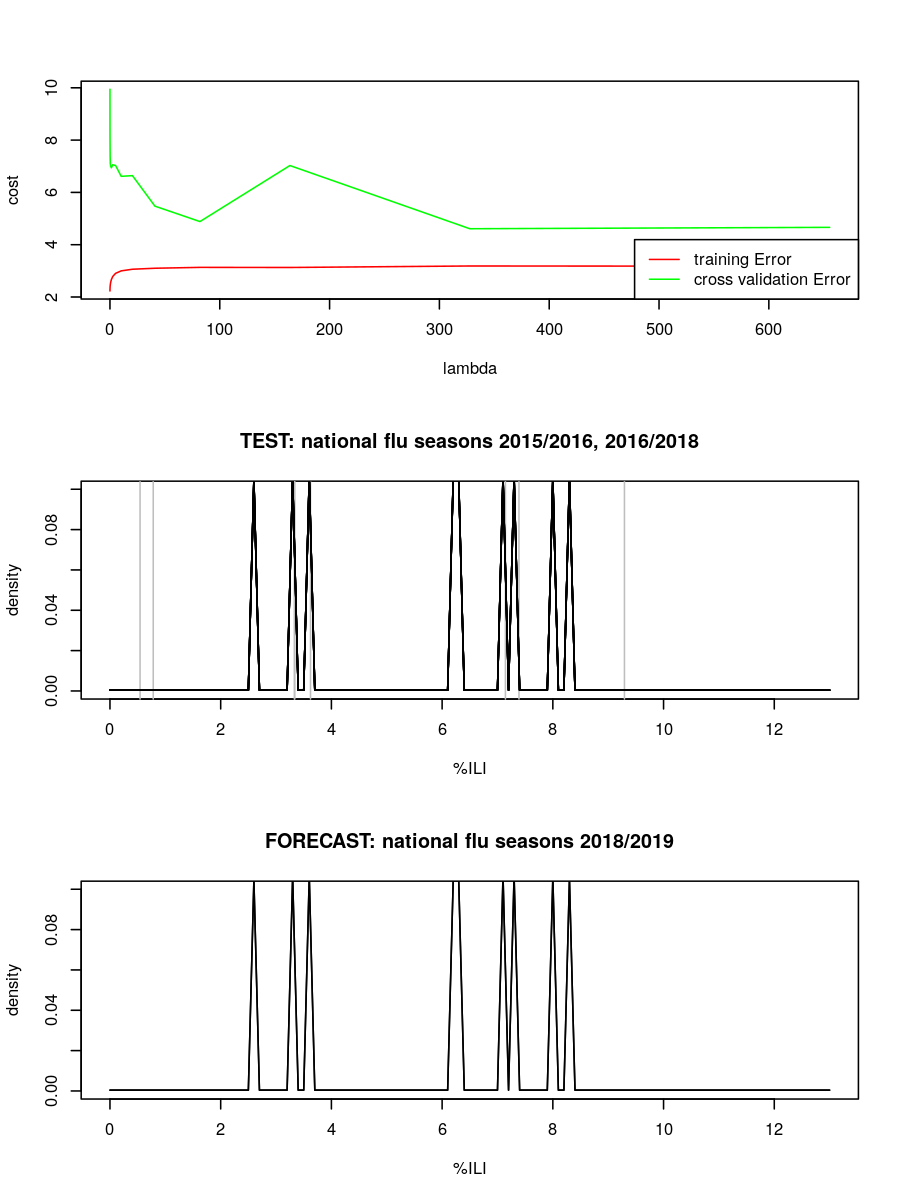 10
8
6
4
2
cost
training Error
cross validation Error
0 100 200 300 400 500 600
lambda
TEST: national flu seasons 2015/2016, 2016/2018
0.08
0.04
0.00
density
0 2 4 6 8 10 12
%ILI
FORECAST: national flu seasons 2018/2019
0.08
0.04
0.00
density
0 2 4 6 8 10 12
%ILI